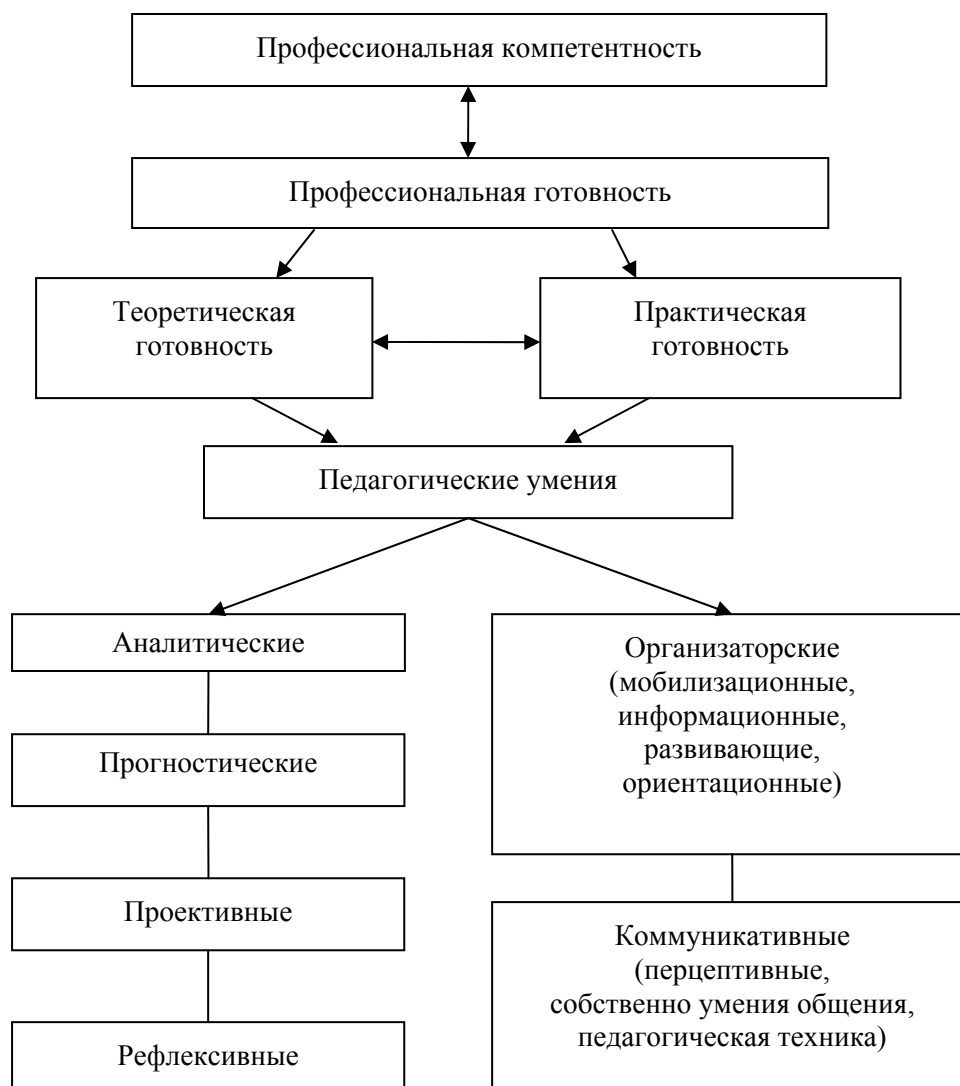 Профессиональная компетентность
Профессиональная готовность
Теоретическая
готовность
Практическая
готовность
Педагогические умения
Аналитические
Прогностические
Проективные
Рефлексивные
Организаторские
(мобилизационные,
информационные,
развивающие,
ориентационные)
Коммуникативные
(перцептивные,
собственно умения общения,
педагогическая техника)